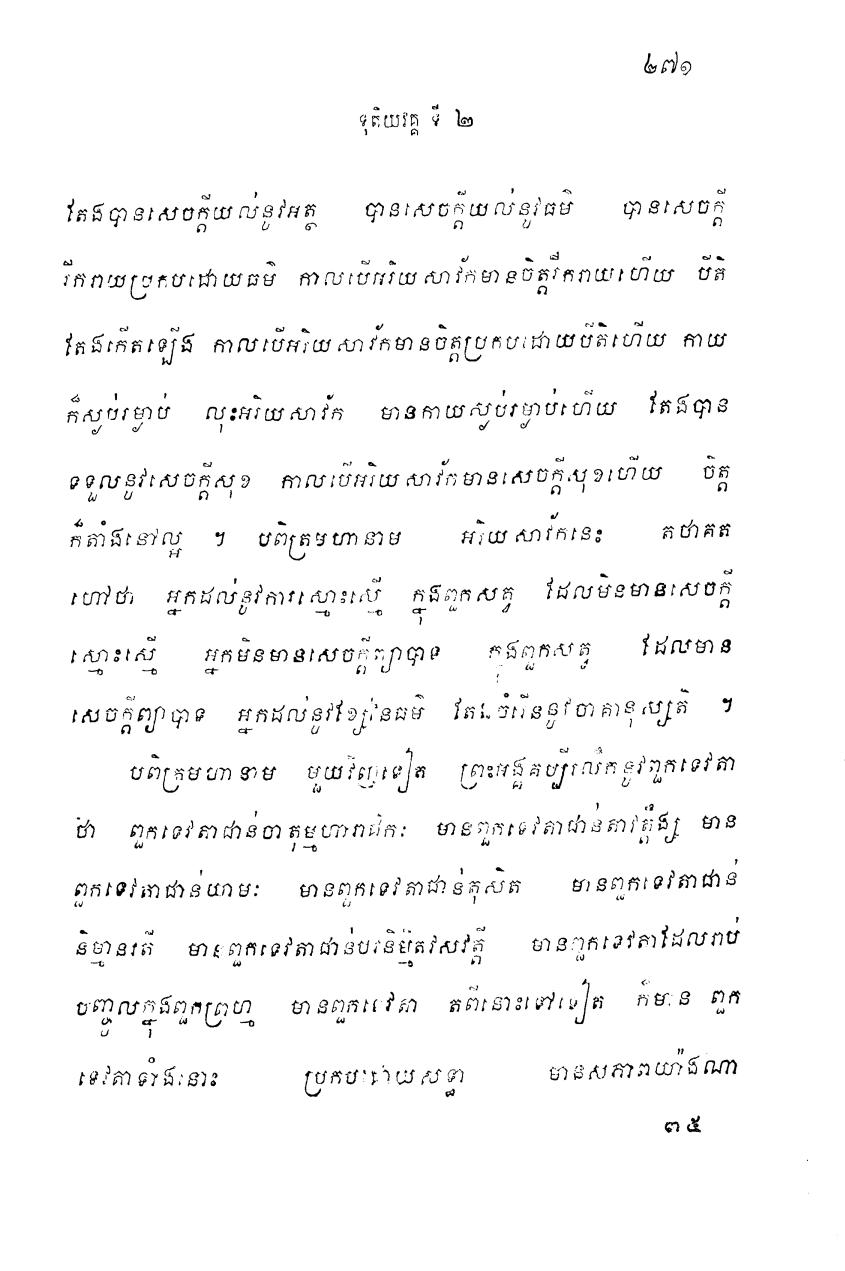 ២៧១
ទុតិយវគ្គ ទី ២
តែងបានសេចក្តីយល់នូវអត្ថ បានសេចក្តីយល់នូវធម៌ បានសេចក្តី
រីករាយប្រកបដោយធម៌ កាលបើអរិយសាវ័កមានចិត្តរីករាយហើយ បីតិ
តែងកើតឡើង កាលបើអរិយសាវ័កមានចិត្តប្រកបដោយបីតិហើយ កាយ
ក៏ស្ងប់រម្ងាប់ លុះអរិយសាវ័ក មានកាយស្ងប់រម្ងាប់ហើយ តែងបាន
ទទួលនូវសេចក្តីសុខ កាលបើអរិយសាវ័កមានសេចក្តីសុខហើយ ចិត្ត
ក៏តាំងនៅល្អ ។ បពិត្រមហានាម អរិយសាវ័កនេះ តថាគត
ហៅថា អ្នកដល់នូវការស្មោះស្មើ ក្នុងពួកសត្វ ដែលមិនមានសេចក្តី
ស្មោះស្មើ អ្នកមិនមានសេចក្តីព្យាបាទ ក្នុងពួកសត្វ ដែលមាន
សេចក្តីព្យាបាទ អ្នកដល់នូវខ្សែនៃធម៌ តែងចំរើននូវចាគានុស្សតិ ។
បពិត្រមហានាម មួយវិញទៀត ព្រះអង្គគប្បីរលឹកនូវពួកទេវតា
ថា ពួកទេវតាជាន់ចាតុម្មហារាជិកៈ មានពួកទេវតាជាន់តាវត្តឹង្ស មាន
ពួកទេវតាជាន់យាមៈ មានពួកទេវតាជាន់តុសិត មានពួកទេវតាជាន់
និម្មានរតី មានពួកទេវតាជាន់បរនិម្មិតវសវត្តី មានពួកទេវតាដែលរាប់
បញ្ចូលក្នុងពួកព្រហ្ម មានពួកទេវតា តពីនោះទៅទៀត ក៏មាន ពួក
ទេវតាទាំងនោះ ប្រកបដោយសទ្ធា មានសភាពយ៉ាងណា
៣៥